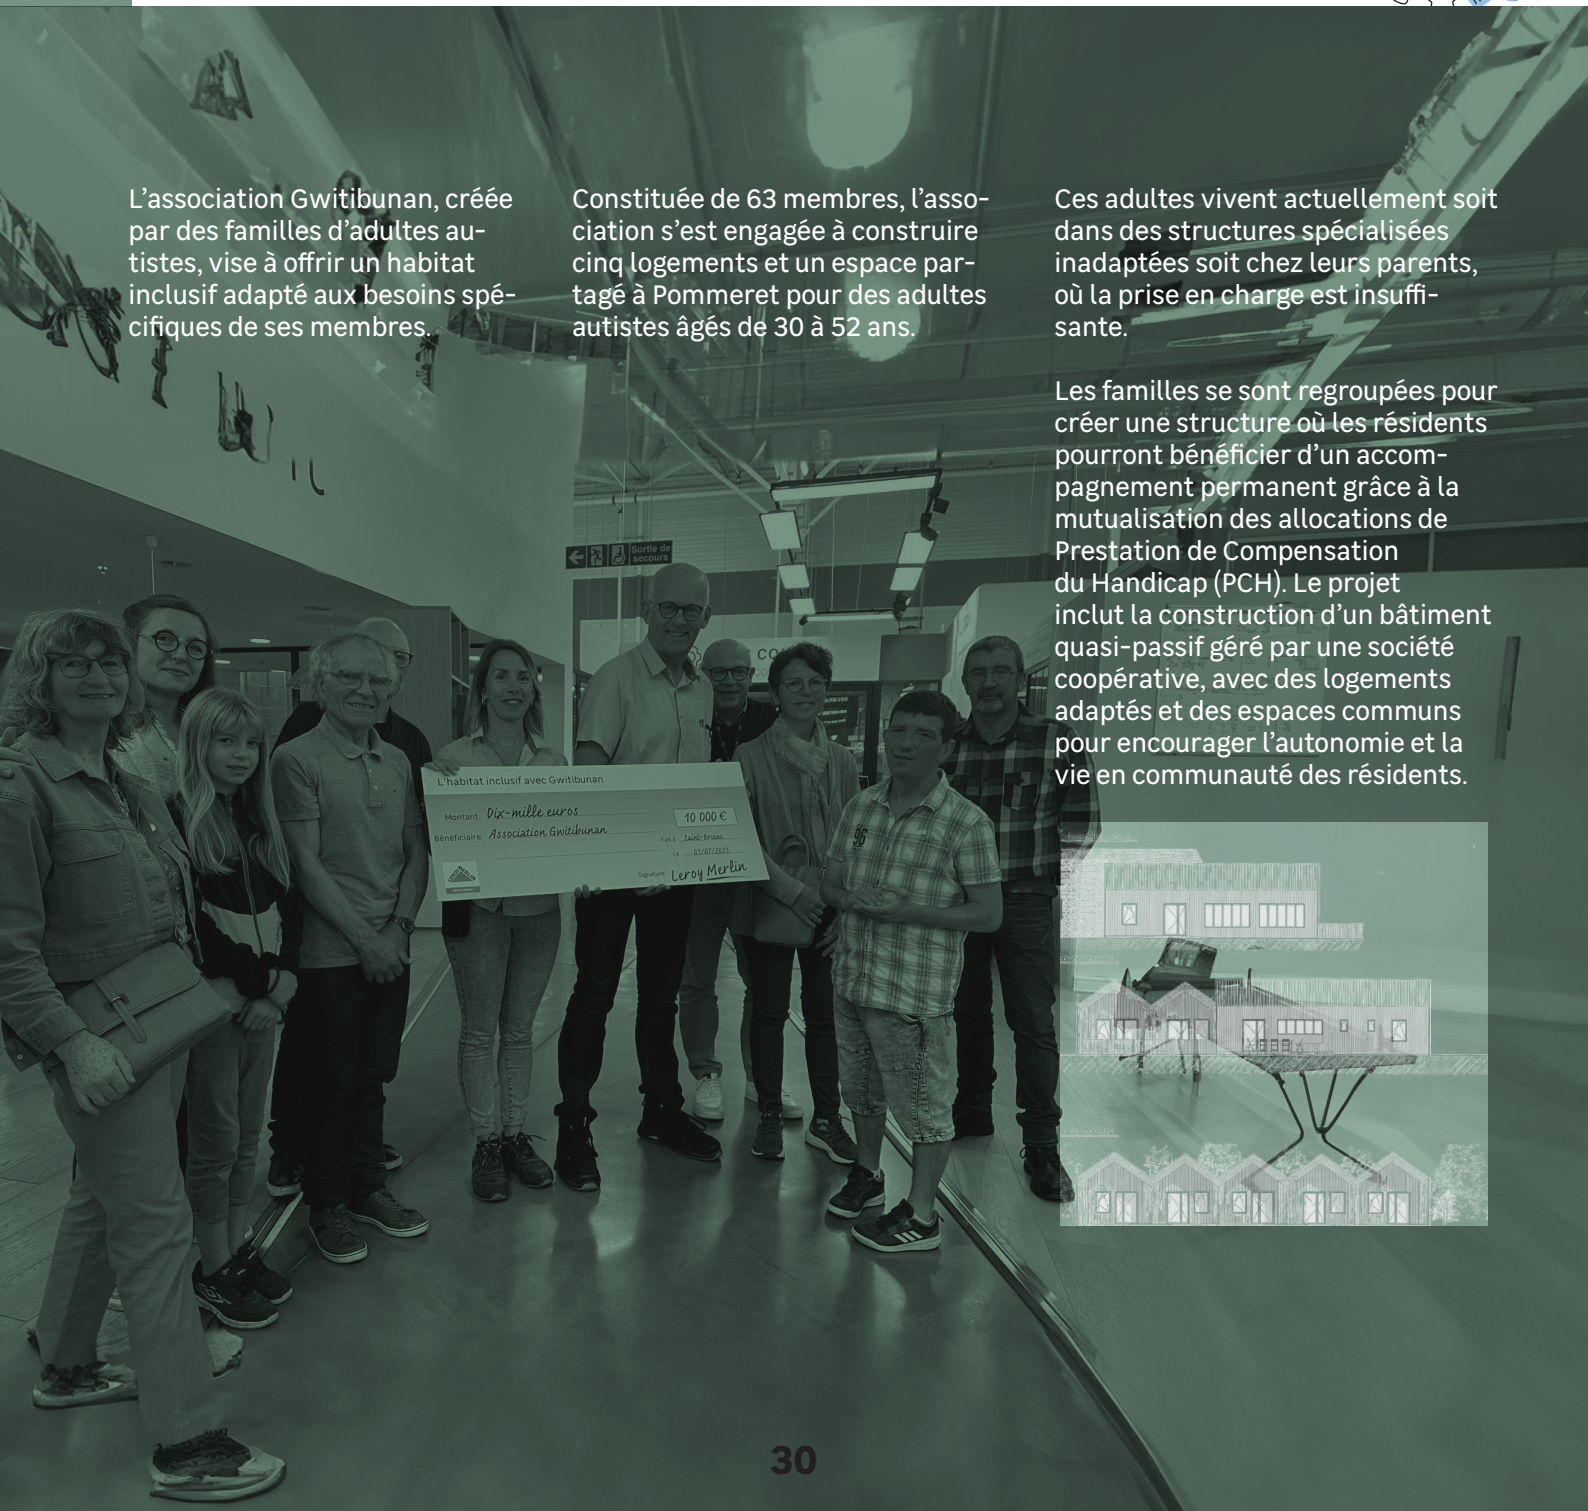 L'association Gwitibunan, créée
par des familles d'adultes au-
tistes, vise à offrir un habitat
inclusif adapté aux besoins spé-
cifiques de ses membres.
Constituée de 63 membres, l'asso-
ciation s'est engagée à construire
cinq logements et un espace par-
tagé à Pommeret pour des adultes
autistes âgés de 30 à 52 ans.
Ces adultes vivent actuellement soit
dans des structures spécialisées
inadaptées soit chez leurs parents,
où la prise en charge est insuffi-
sante.
Les familles se sont regroupées pour
créer une structure où les résidents
pourront bénéficier d'un accom-
pagnement permanent grâce à la
mutualisation des allocations de
Prestation de Compensation
du Handicap (PCH). Le projet
inclut la construction d'un bâtiment
quasi-passif géré par une société
coopérative, avec des logements
adaptés et des espaces communs
pour encourager l'autonomie et la
vie en communauté des résidents.
Sortie de
secours
L'habitat inclusif avec Gwitibunan
Montant Dix-mille euros
10 000 €
Bénéficiaire Association Gwitibunan
Fait à Saint-Brieuc
Le 03/07/2023
Signature Leroy Merlin
LEROY MERLIN
96
30